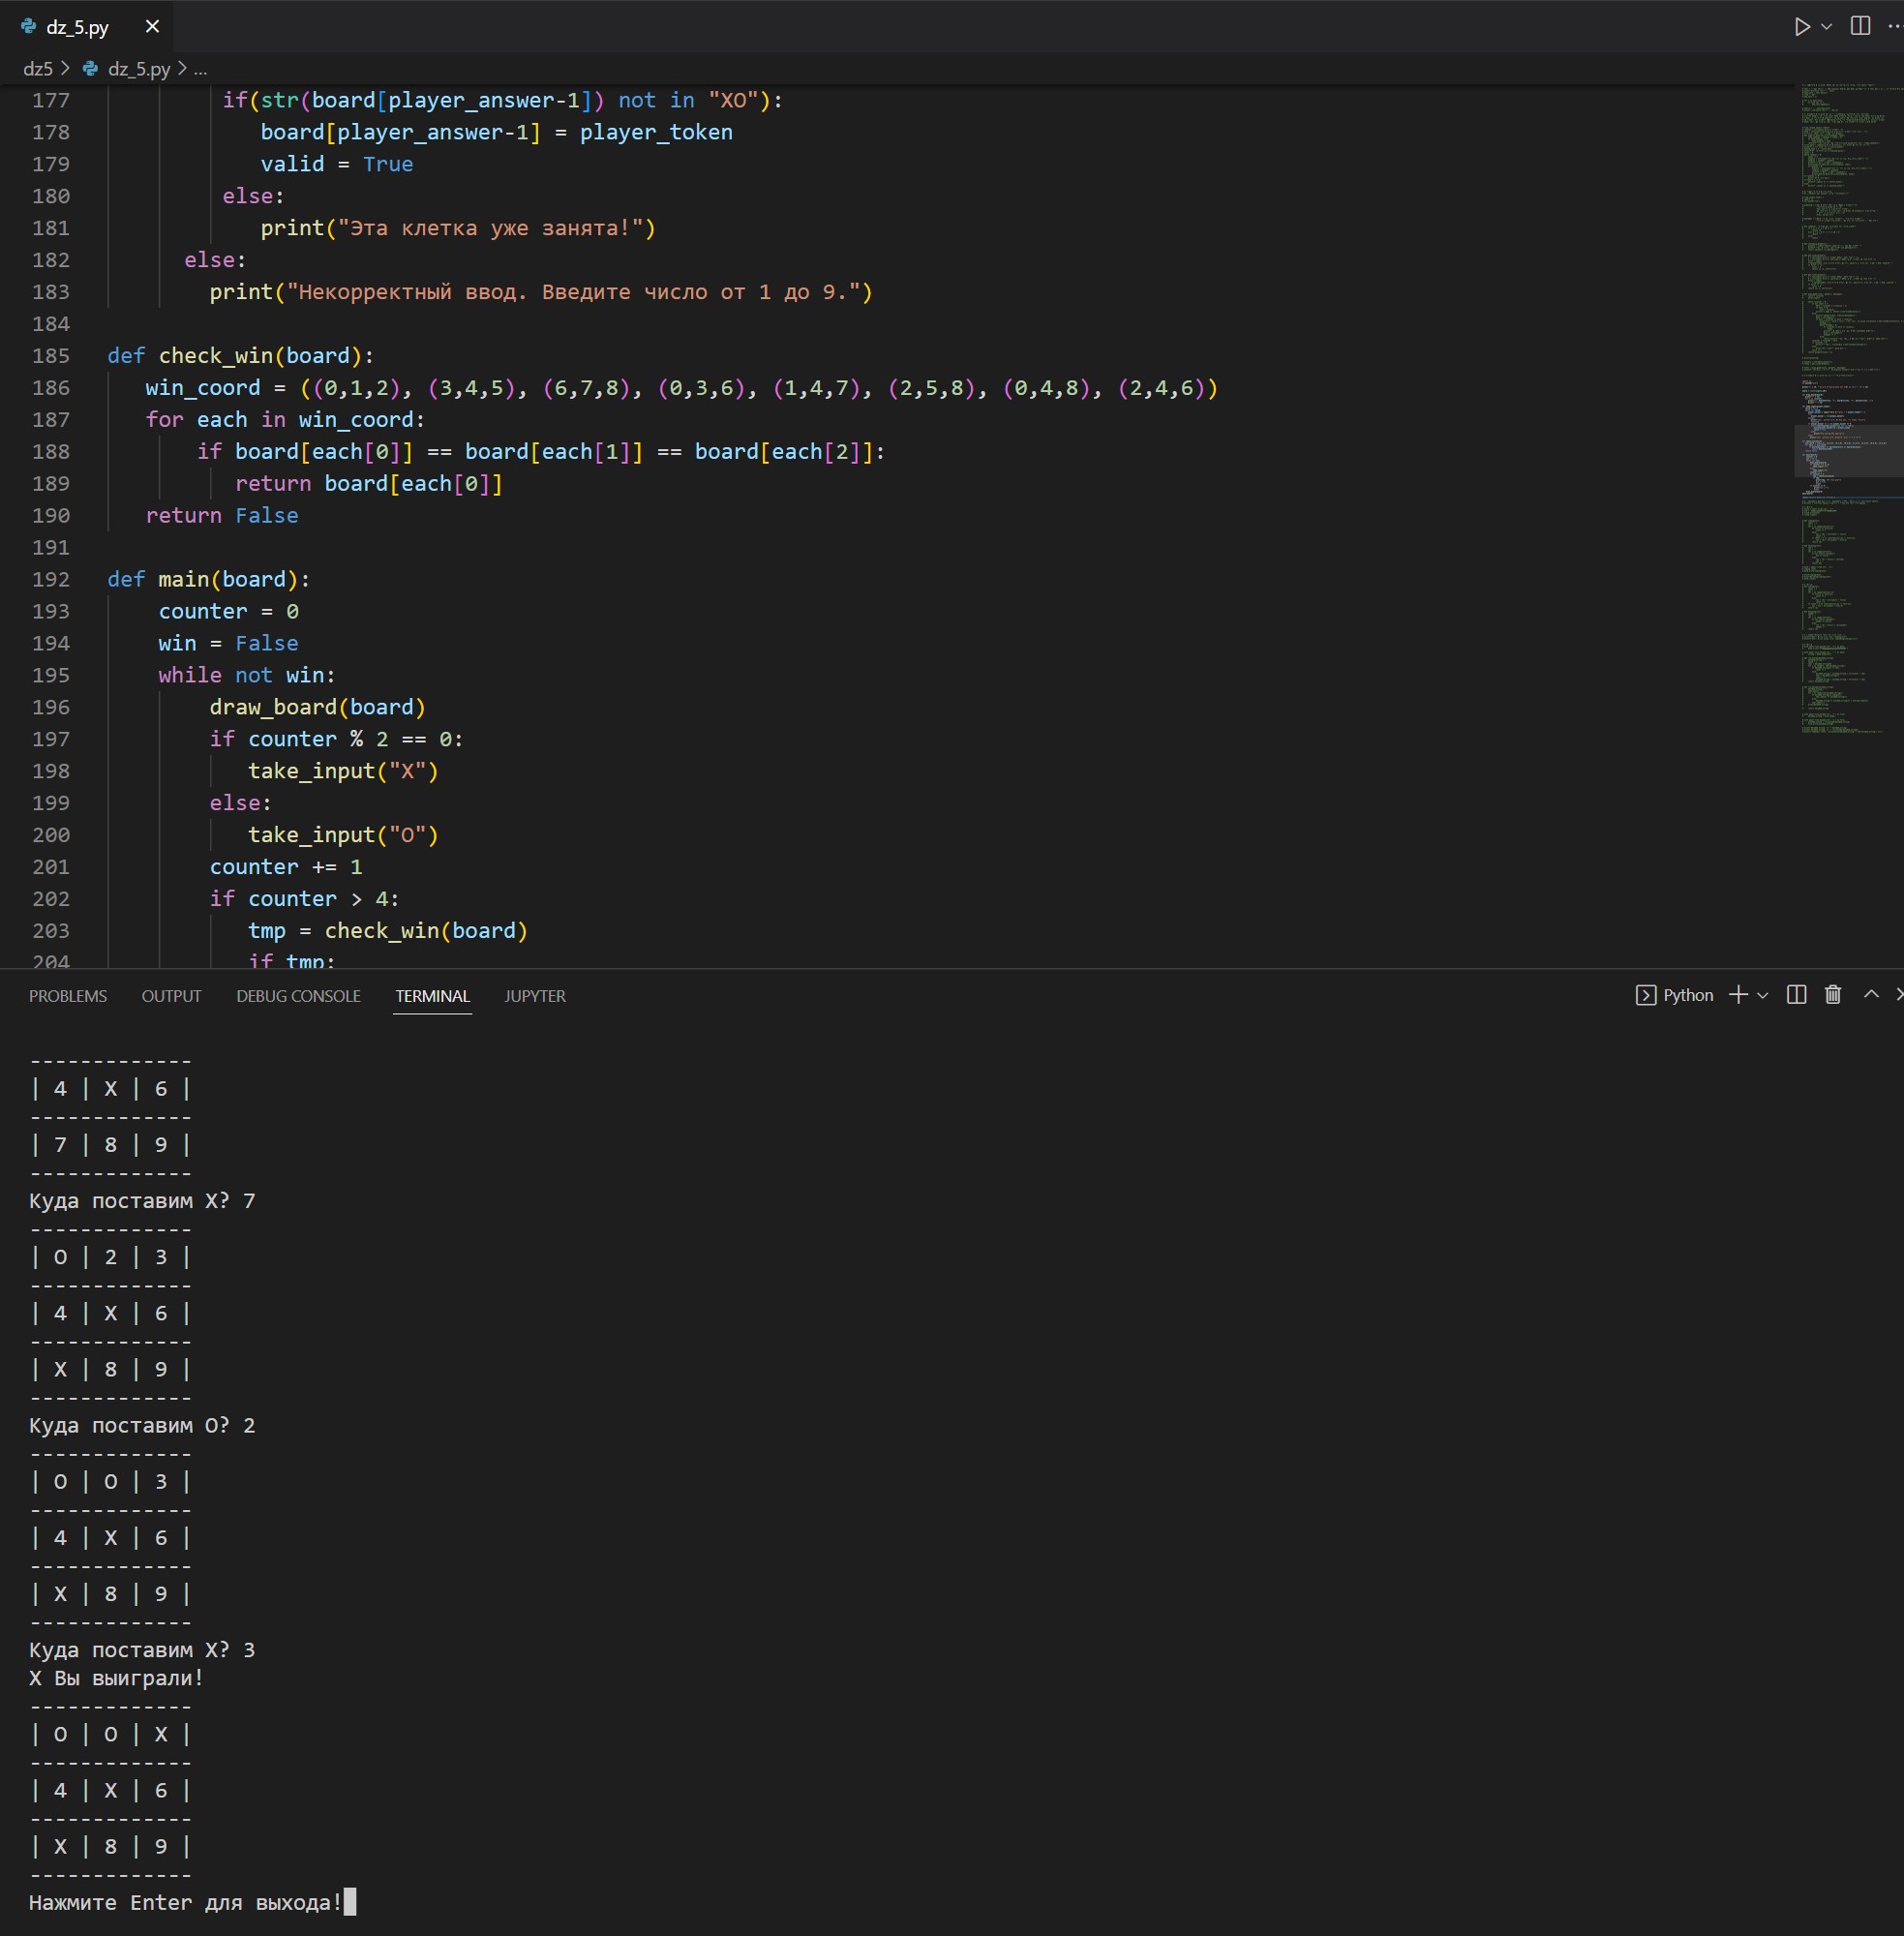 dz_5.py
dz5 > dz_5.py > ...
177 if(str(board[player_answer-1]) not in "XO"):
178 board[player_answer-1] = player_token
179 valid = True
180 else:
181 print("Эта клетка уже занята!")
182 else:
183 print("Некорректный ввод. Введите число от 1 до 9.")
184
185 def check_win(board):
186 win_coord = ((0,1,2), (3,4,5), (6,7,8), (0,3,6), (1,4,7), (2,5,8), (0,4,8), (2,4,6))
187 for each in win_coord:
188 if board[each[0]] == board[each[1]] == board[each[2]]:
189 return board[each[0]]
190 return False
191
192 def main(board):
193 counter = 0
194 win = False
195 while not win:
196 draw_board(board)
197 if counter % 2 == 0:
198 take_input("X")
199 else:
200 take_input("O")
201 counter += 1
202 if counter > 4:
203 tmp = check_win(board)
204 if tmp:
PROBLEMS OUTPUT DEBUG CONSOLE TERMINAL JUPYTER Python
-------------
| 4 | X | 6 |
-------------
| 7 | 8 | 9 |
-------------
Куда поставим X? 7
-------------
| O | 2 | 3 |
-------------
| 4 | X | 6 |
-------------
| X | 8 | 9 |
-------------
Куда поставим O? 2
-------------
| O | O | 3 |
-------------
| 4 | X | 6 |
-------------
| X | 8 | 9 |
-------------
Куда поставим X? 3
X Вы выиграли!
-------------
| O | O | X |
-------------
| 4 | X | 6 |
-------------
| X | 8 | 9 |
-------------
Нажмите Enter для выхода!